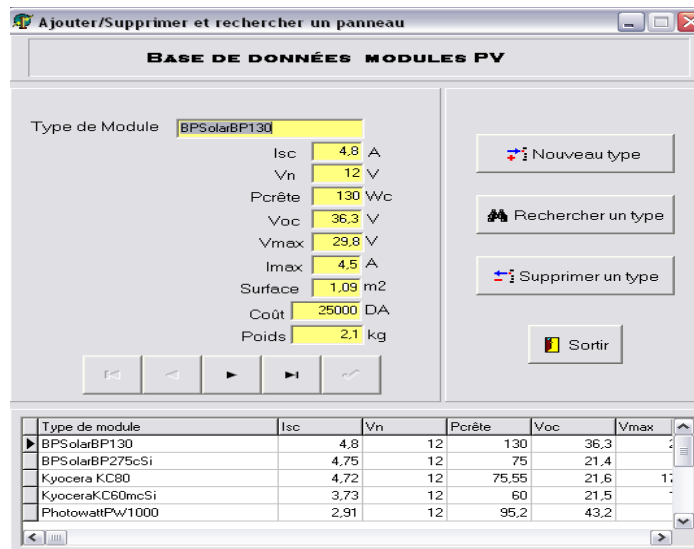 Ajouter/Supprimer et rechercher un panneau
BASE DE DONNÉES MODULES PV
Type de Module BPSolarBP130
Isc 4,8 A
Vn 12 V
Pcrête 130 Wc
Voc 36,3 V
Vmax 29,8 V
Imax 4,5 A
Surface 1,09 m2
Coût 25000 DA
Poids 2,1 kg
Nouveau type
Rechercher un type
Supprimer un type
Sortir
Type de module Isc Vn Pcrête Voc Vmax
BPSolarBP130 4,8 12 130 36,3
BPSolarBP275cSi 4,75 12 75 21,4
Kyocera KC80 4,72 12 75,55 21,6
KyoceraKC60mcSi 3,73 12 60 21,5
PhotowattPW1000 2,91 12 95,2 43,2